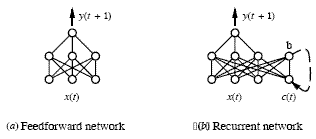 y(t + 1)
y(t + 1)
b
x(t)
x(t)
c(t)
(a) Feedforward network
(b) Recurrent network